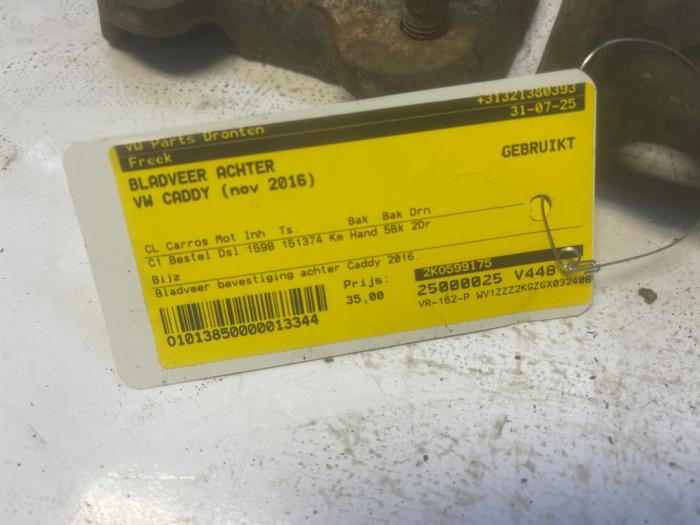 VW Parts Dronten +31321380393
Freek 31-07-25
BLADVEER ACHTER GEBRUIKT
VW CADDY (nov 2016)
CL Carros Mot Inh Ts. Bak Bak Drn
C1 Bestel Dsl 1598 151374 Km Hand 5Bk 2Dr
Bijz
Bladveer bevestiging achter Caddy 2016.
2K0599175
Prijs: 25000025 V448
35,00 VR-162-P WV1ZZZ2KGZGX032408
01013850000013344